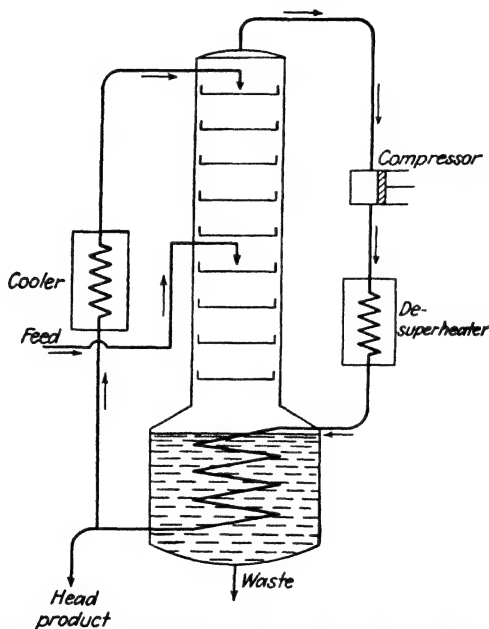 Compressor
Cooler
De-
superheater
Feed
Waste
Head
product